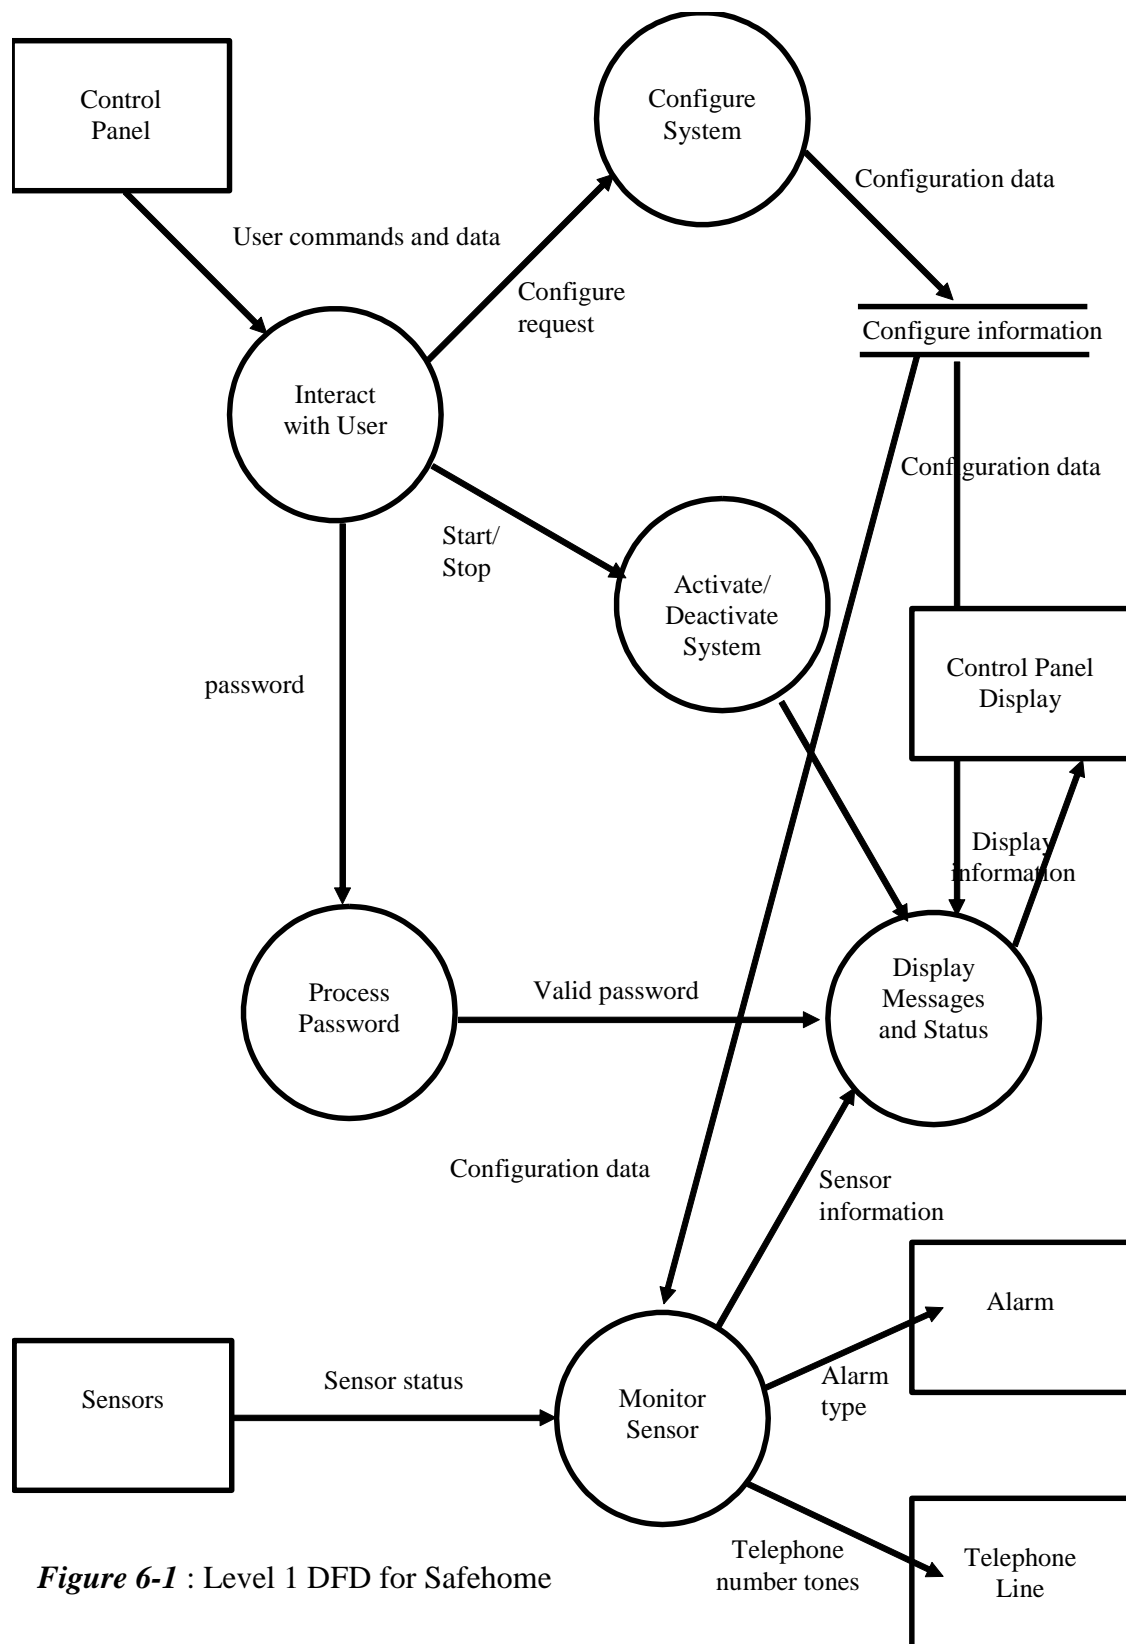 Control
Panel
Configure
System
Configuration data
User commands and data
Configure
request
Configure information
Interact
with User
Configuration data
Start/
Stop
Activate/
Deactivate
System
Control Panel
Display
password
Display
information
Process
Password
Valid password
Display
Messages
and Status
Configuration data
Sensor
information
Alarm
Sensors
Sensor status
Monitor
Sensor
Alarm
type
Telephone
number tones
Telephone
Line
Figure 6-1 : Level 1 DFD for Safehome